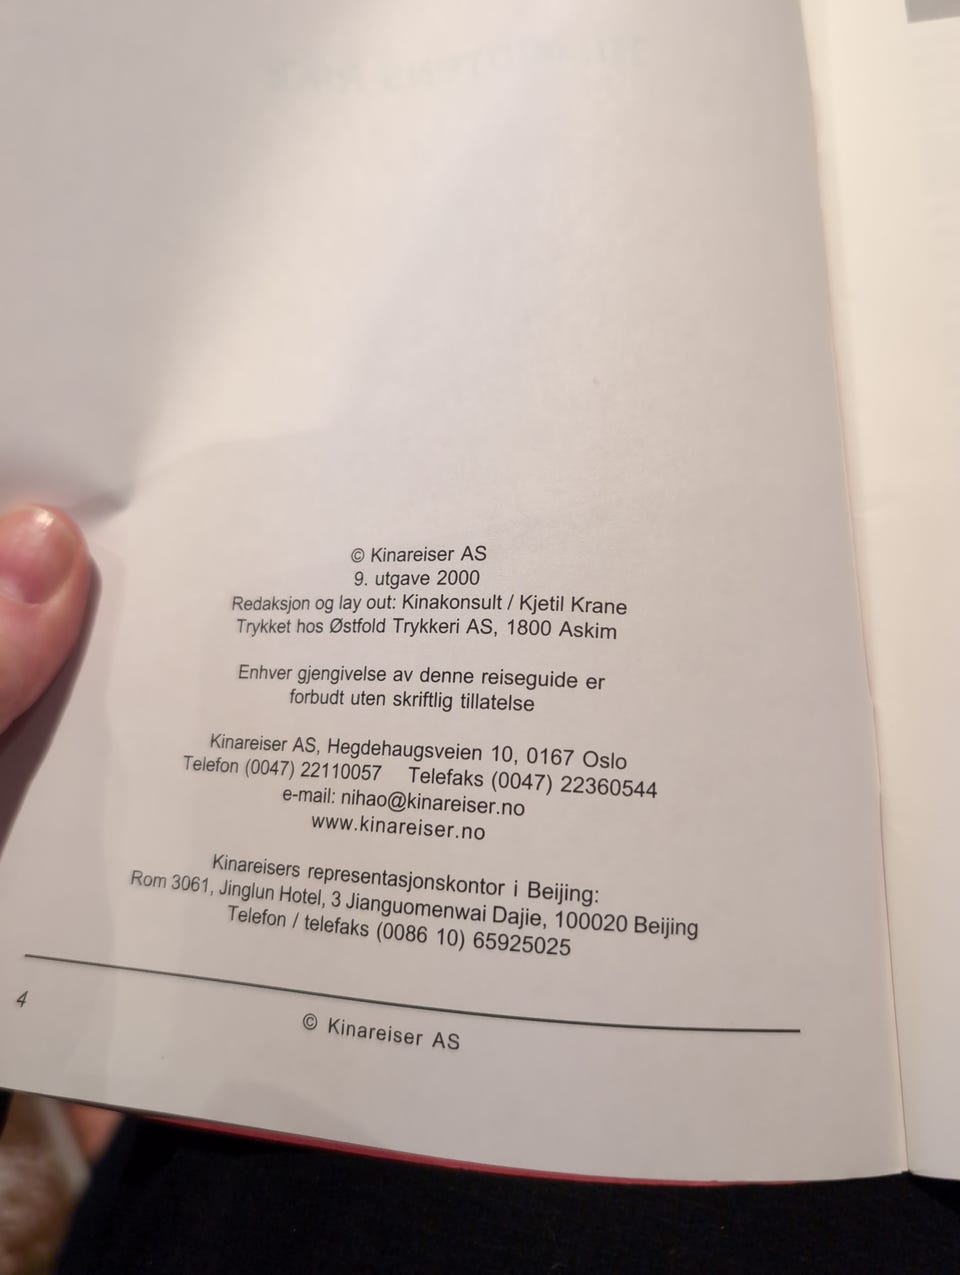 © Kinareiser AS
9. utgave 2000
Redaksjon og lay out: Kinakonsult / Kjetil Krane
Trykket hos Østfold Trykkeri AS, 1800 Askim
Enhver gjengivelse av denne reiseguide er
forbudt uten skriftlig tillatelse
Kinareiser AS, Hegdehaugsveien 10, 0167 Oslo
Telefon (0047) 22110057 Telefaks (0047) 22360544
e-mail: nihao@kinareiser.no
www.kinareiser.no
Kinareisers representasjonskontor i Beijing:
Rom 3061, Jinglun Hotel, 3 Jianguomenwai Dajie, 100020 Beijing
Telefon / telefaks (0086 10) 65925025
4
© Kinareiser AS